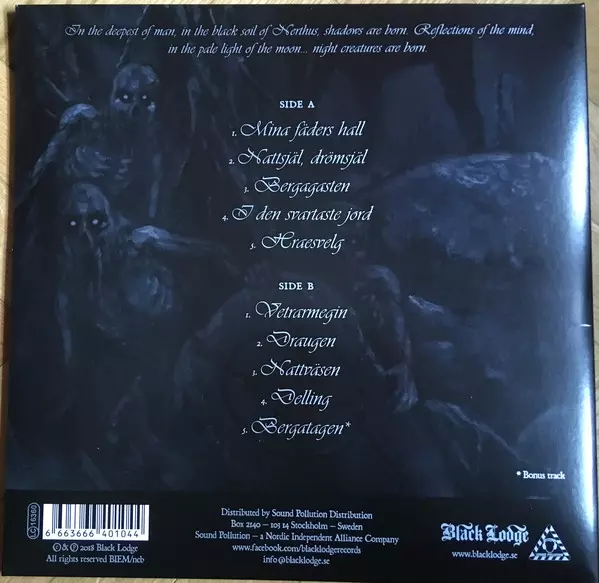 In the deepest of man, in the black soil of Nerthus, shadows are born. Reflections of the mind,
in the pale light of the moon... night creatures are born.
SIDE A
1. Mina fäders hall
2. Nattsjäl, drömsjäl
3. Bergagasten
4. I den svartaste jord
5. Hraesvelg
SIDE B
1. Vetrarmegin
2. Draugen
3. Nattväsen
4. Delling
5. Bergatagen*
* Bonus track
LC 16360
6 663666 401044
© & ℗ 2018 Black Lodge
All rights reserved BIEM/ncb
Distributed by Sound Pollution Distribution
Box 2140 – 103 14 Stockholm – Sweden
Sound Pollution – a Nordic Independent Alliance Company
www.facebook.com/blacklodgerecords
info@blacklodge.se
Black Lodge
www.blacklodge.se